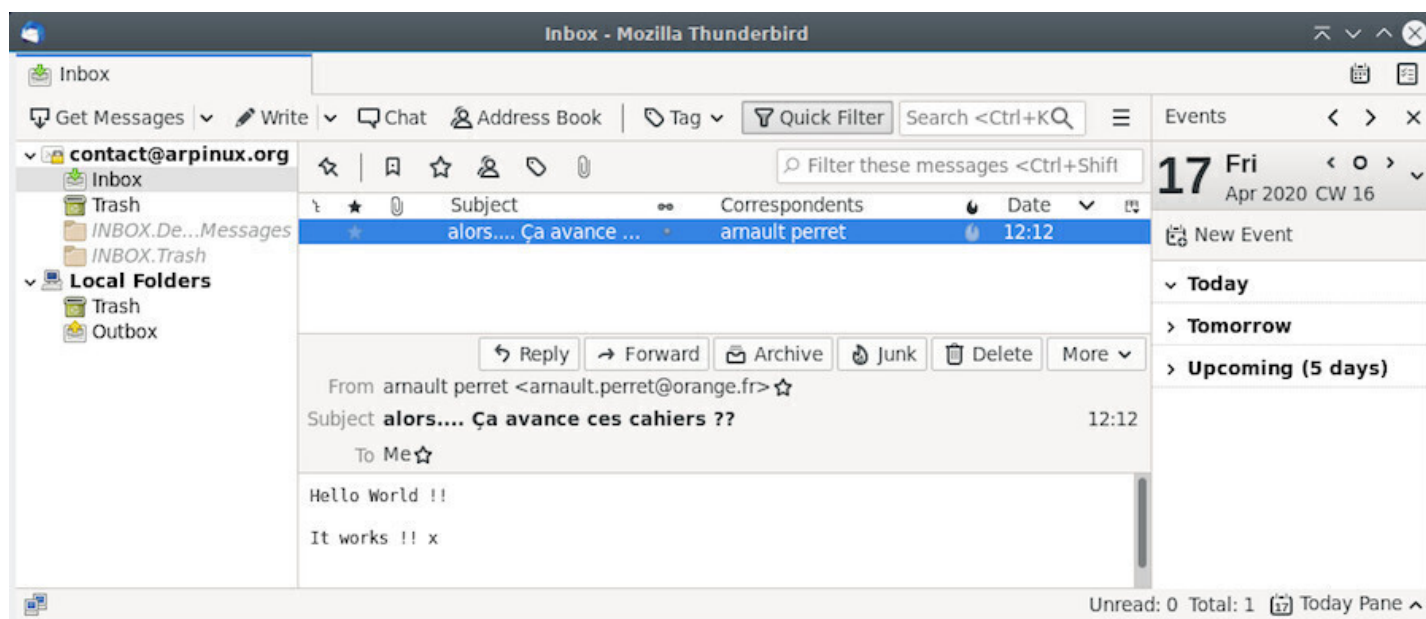 Inbox - Mozilla Thunderbird
Inbox
Get Messages Write Chat Address Book Tag Quick Filter Search <Ctrl+K
Events
contact@arpinux.org
Inbox
Trash
INBOX.De...Messages
INBOX.Trash
Local Folders
Trash
Outbox
Filter these messages <Ctrl+Shift
Subject Correspondents Date
alors.... Ça avance ... arnault perret 12:12
Reply Forward Archive Junk Delete More
From arnault perret <arnault.perret@orange.fr>
Subject alors.... Ça avance ces cahiers ?? 12:12
To Me
Hello World !!
It works !! x
17 Fri
Apr 2020 CW 16
New Event
Today
Tomorrow
Upcoming (5 days)
Unread: 0 Total: 1 17 Today Pane